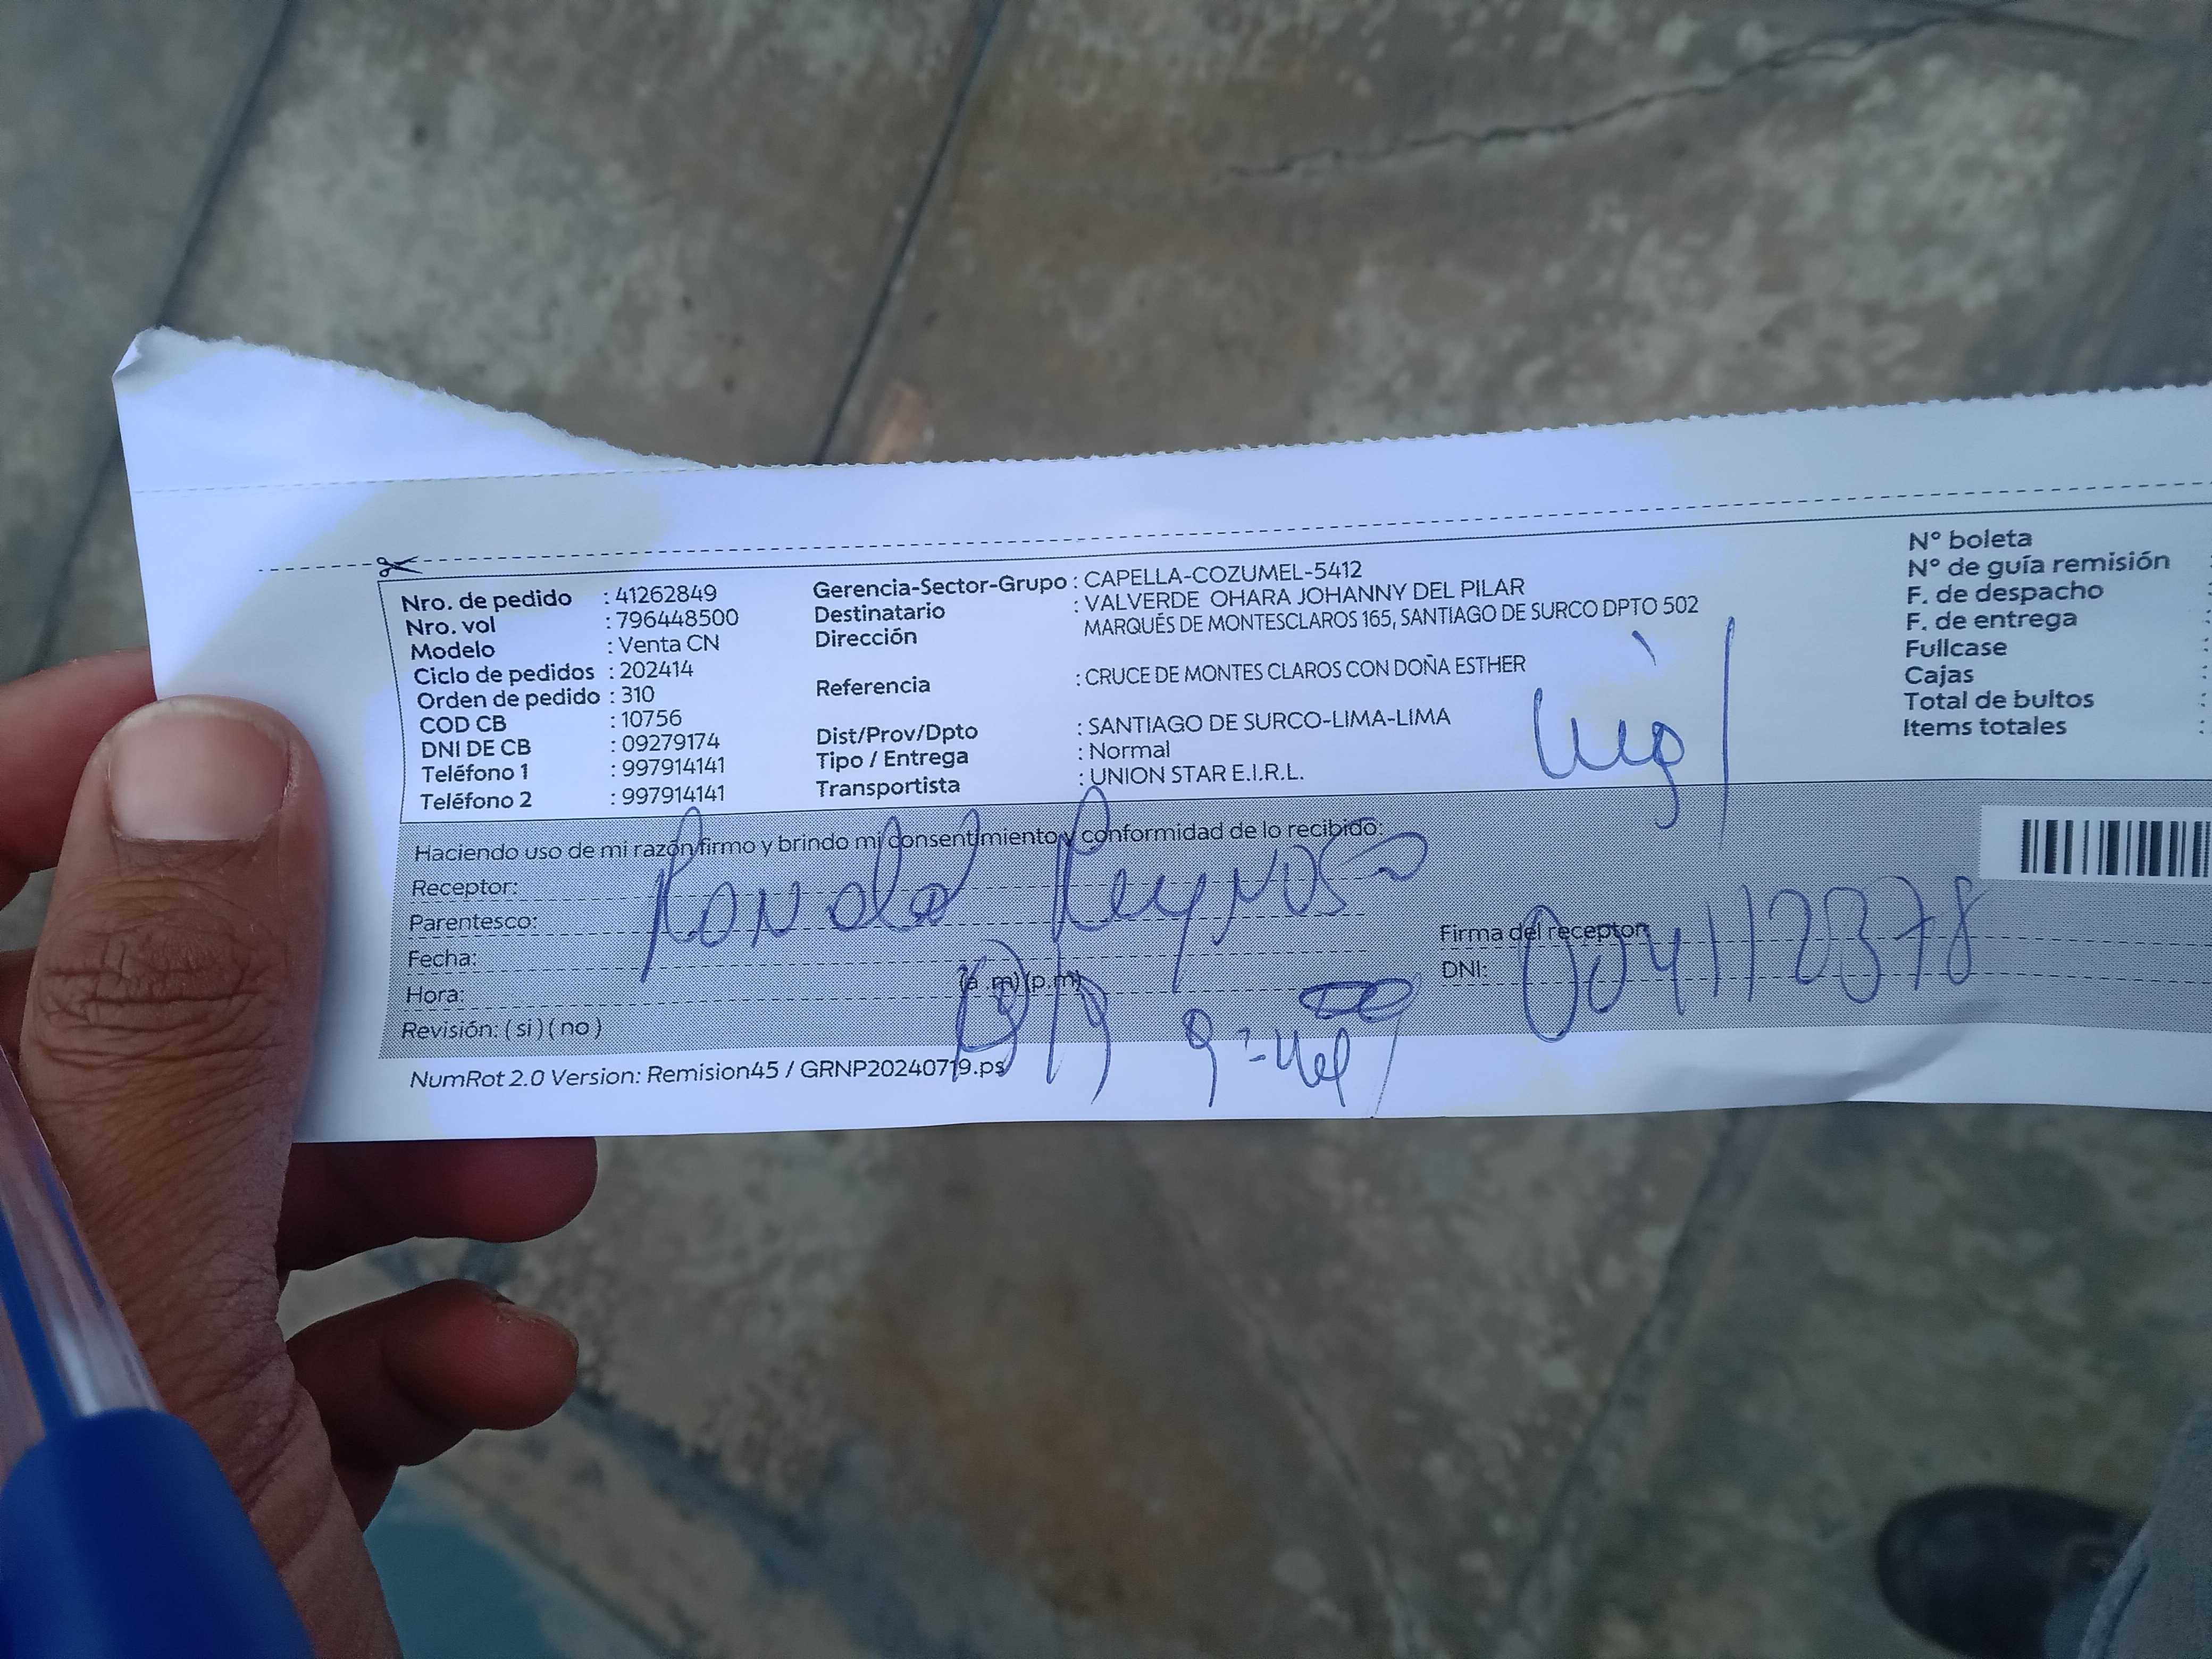 Nro. de pedido : 41262849
Nro. vol : 796448500
Modelo : Venta CN
Ciclo de pedidos : 202414
Orden de pedido : 310
COD CB : 10756
DNI DE CB : 09279174
Teléfono 1 : 997914141
Teléfono 2 : 997914141
Gerencia-Sector-Grupo : CAPELLA-COZUMEL-5412
Destinatario : VALVERDE OHARA JOHANNY DEL PILAR
Dirección MARQUÉS DE MONTESCLAROS 165, SANTIAGO DE SURCO DPTO 502
Referencia : CRUCE DE MONTES CLAROS CON DOÑA ESTHER
Dist/Prov/Dpto : SANTIAGO DE SURCO-LIMA-LIMA
Tipo / Entrega : Normal
Transportista : UNION STAR E.I.R.L.
N° boleta
N° de guía remisión :
F. de despacho :
F. de entrega :
Fullcase :
Cajas :
Total de bultos :
Items totales :
Haciendo uso de mi razón firmo y brindo mi consentimiento y conformidad de lo recibido:
Receptor:
Parentesco:
Ronald Reynoso
Fecha:
Hora: (a .m)(p.m)
Revisión: ( si ) ( no )
Firma del receptor:
DNI: 004112378
NumRot 2.0 Version: Remision45 / GRNP20240719.ps